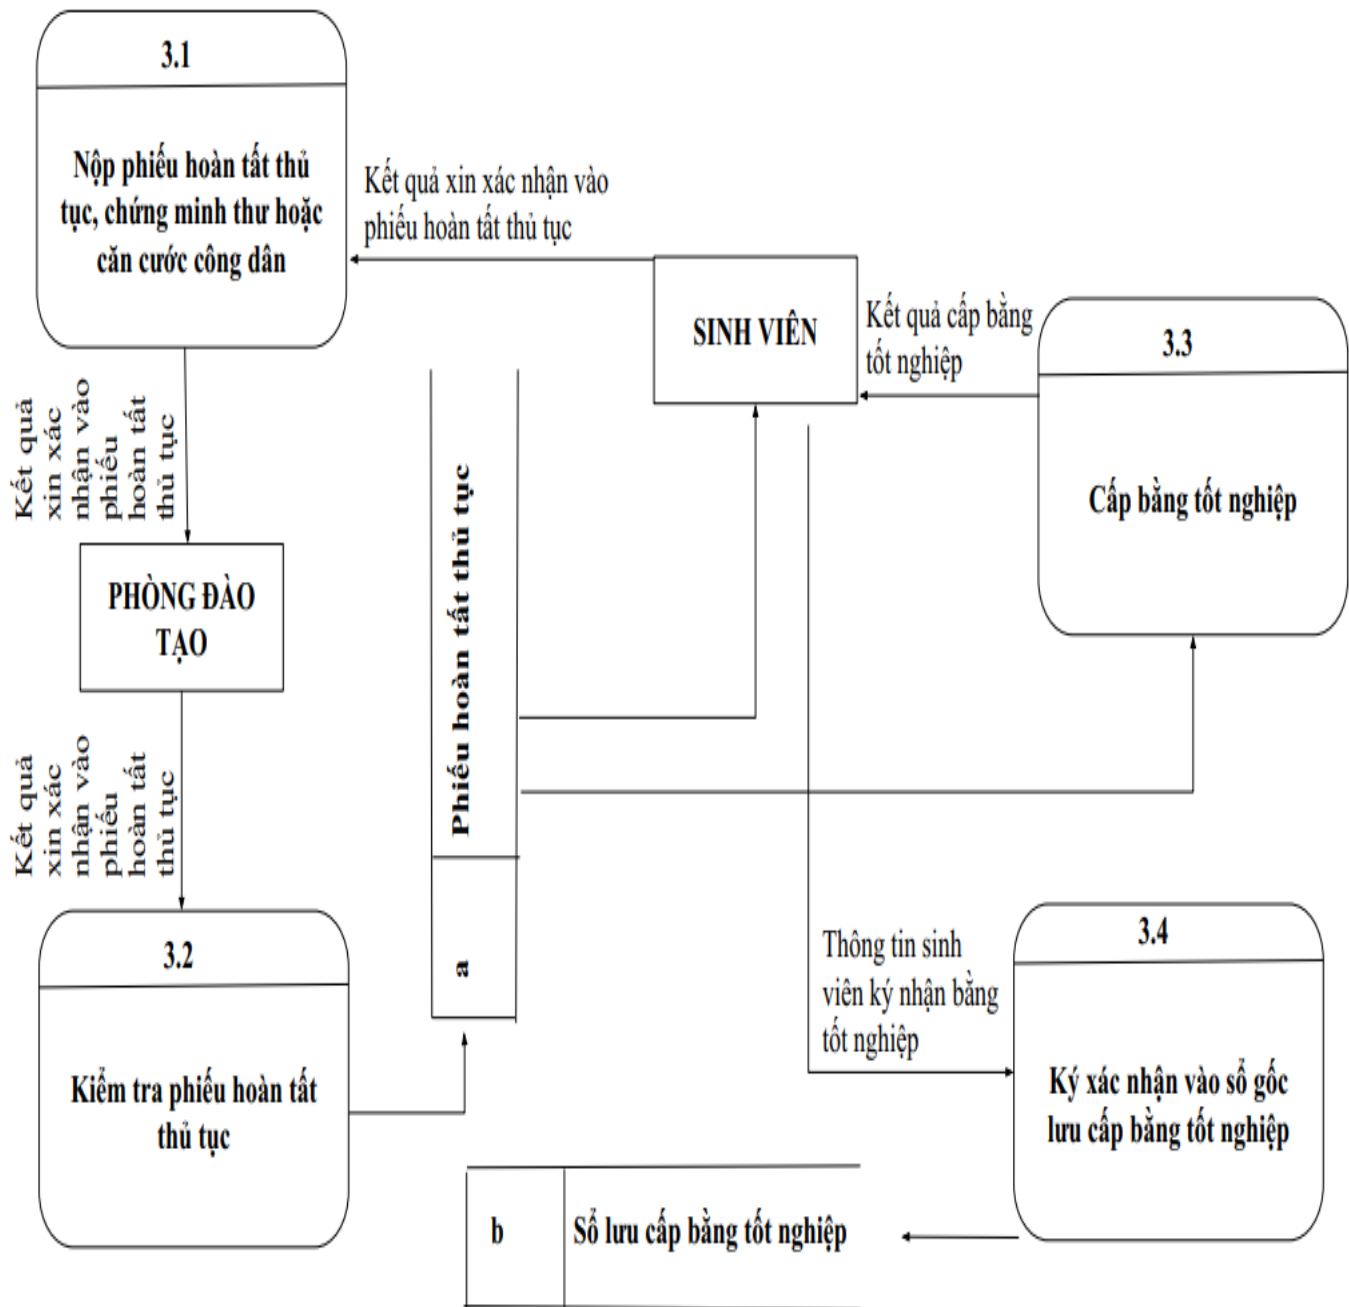 3.1
Nộp phiếu hoàn tất thủ
tục, chứng minh thư hoặc
căn cước công dân
Kết quả xin xác nhận vào
phiếu hoàn tất thủ tục
SINH VIÊN
Kết quả cấp bằng
tốt nghiệp
3.3
Cấp bằng tốt nghiệp
Kết quả
xin xác
nhận vào
phiếu
hoàn tất
thủ tục
PHÒNG ĐÀO
TẠO
Kết quả
xin xác
nhận vào
phiếu
hoàn tất
thủ tục
3.2
Kiểm tra phiếu hoàn tất
thủ tục
a
Phiếu hoàn tất thủ tục
Thông tin sinh
viên ký nhận bằng
tốt nghiệp
3.4
Ký xác nhận vào sổ gốc
lưu cấp bằng tốt nghiệp
b
Sổ lưu cấp bằng tốt nghiệp